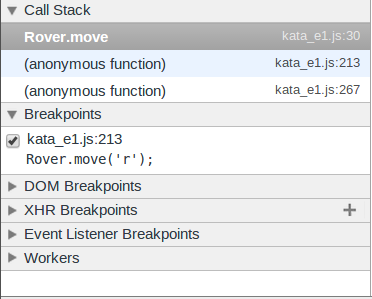 Call Stack
Rover.move kata_e1.js:30
(anonymous function) kata_e1.js:213
(anonymous function) kata_e1.js:267
Breakpoints
kata_e1.js:213
Rover.move('r');
DOM Breakpoints
XHR Breakpoints
Event Listener Breakpoints
Workers